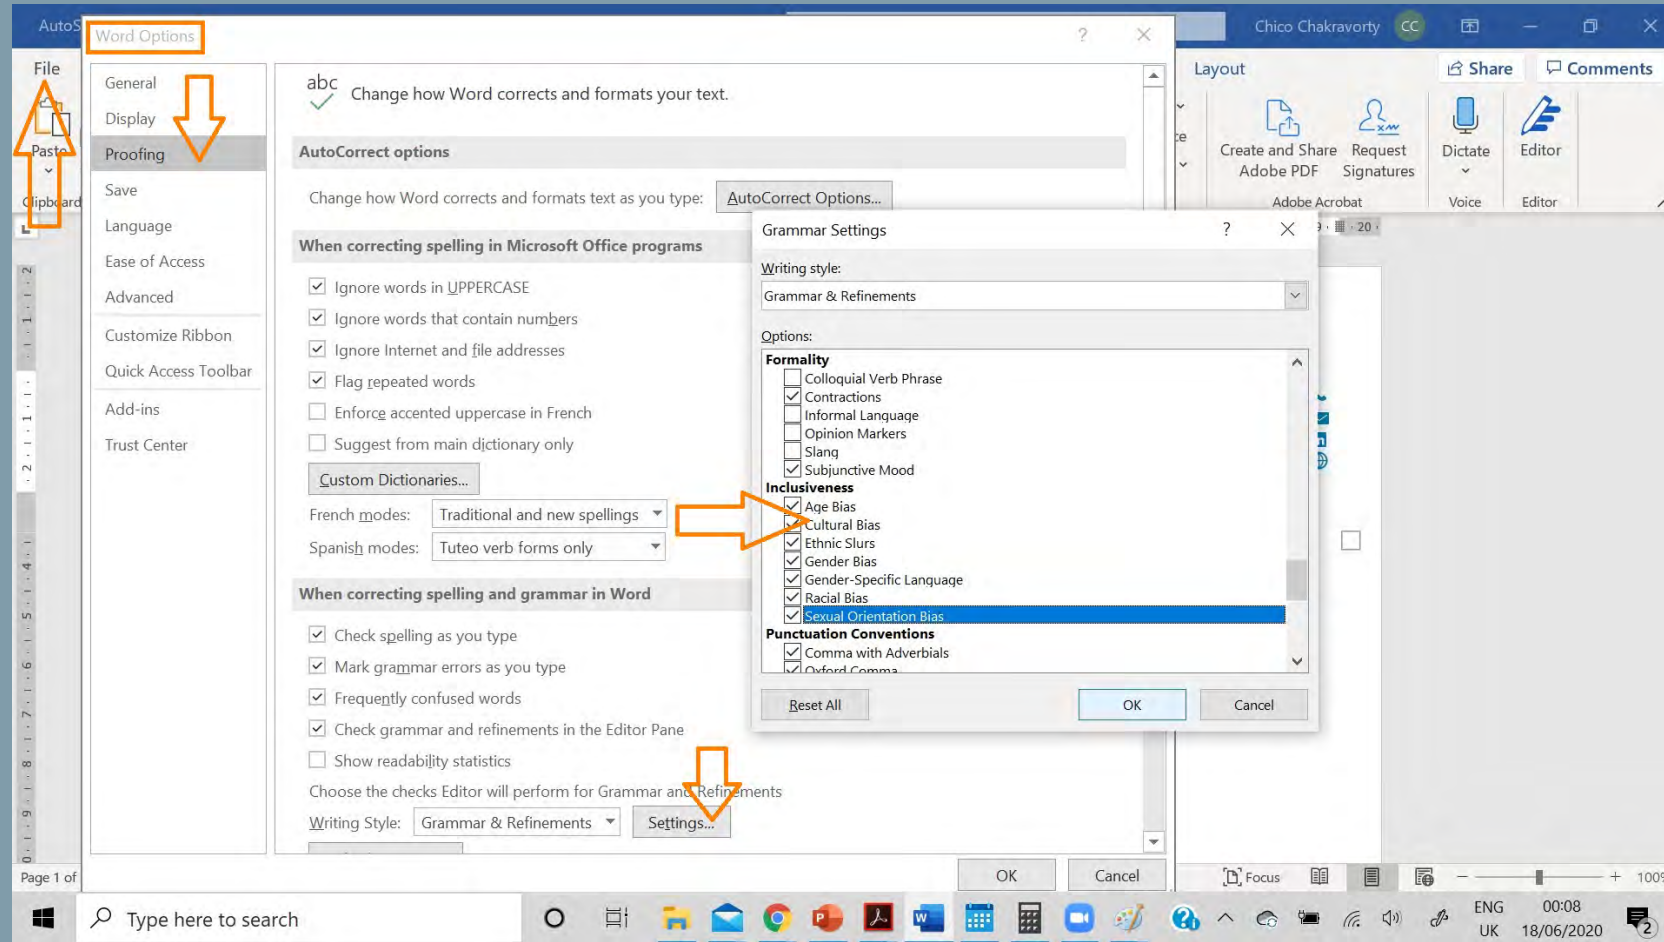 AutoS
Word Options
?
Chico Chakravorty
CC
File
Layout
Share
Comments
Paste
Clipboard
General
Display
Proofing
Save
Language
Ease of Access
Advanced
Customize Ribbon
Quick Access Toolbar
Add-ins
Trust Center
abc
Change how Word corrects and formats your text.
AutoCorrect options
Change how Word corrects and formats text as you type:
AutoCorrect Options...
When correcting spelling in Microsoft Office programs
Ignore words in UPPERCASE
Ignore words that contain numbers
Ignore Internet and file addresses
Flag repeated words
Enforce accented uppercase in French
Suggest from main dictionary only
Custom Dictionaries...
French modes: Traditional and new spellings
Spanish modes: Tuteo verb forms only
When correcting spelling and grammar in Word
Check spelling as you type
Mark grammar errors as you type
Frequently confused words
Check grammar and refinements in the Editor Pane
Show readability statistics
Choose the checks Editor will perform for Grammar and Refinements
Writing Style: Grammar & Refinements
Settings...
OK
Cancel
Grammar Settings
?
Writing style:
Grammar & Refinements
Options:
Formality
Colloquial Verb Phrase
Contractions
Informal Language
Opinion Markers
Slang
Subjunctive Mood
Inclusiveness
Age Bias
Cultural Bias
Ethnic Slurs
Gender Bias
Gender-Specific Language
Racial Bias
Sexual Orientation Bias
Punctuation Conventions
Comma with Adverbials
Oxford Comma
Reset All
OK
Cancel
Create and Share
Adobe PDF
Request
Signatures
Adobe Acrobat
Dictate
Voice
Editor
Editor
20
Page 1 of
Focus
100%
Type here to search
ENG
UK
00:08
18/06/2020
2